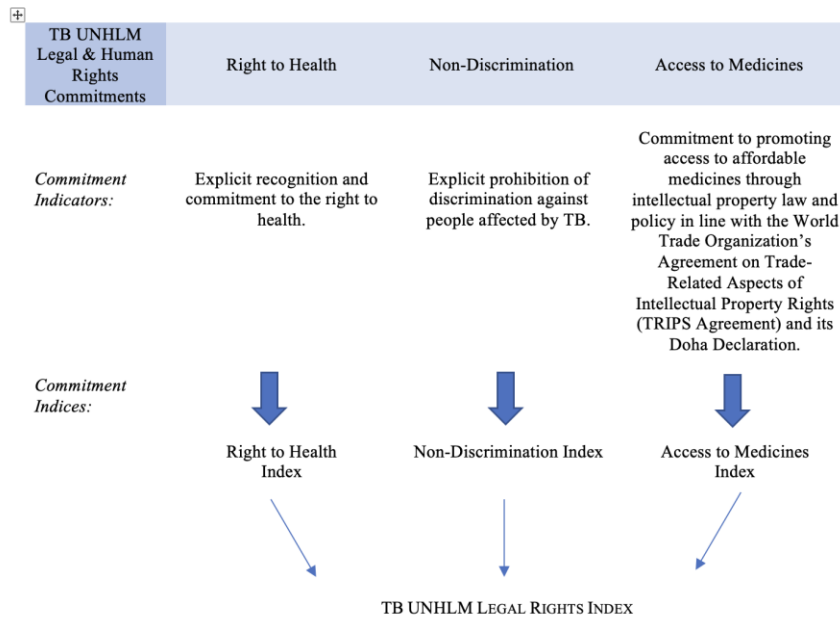 TB UNHLM
Legal & Human
Rights
Commitments
Right to Health
Non-Discrimination
Access to Medicines
Commitment
Indicators:
Explicit recognition and
commitment to the right to
health.
Explicit prohibition of
discrimination against
people affected by TB.
Commitment to promoting
access to affordable
medicines through
intellectual property law and
policy in line with the World
Trade Organization’s
Agreement on Trade-
Related Aspects of
Intellectual Property Rights
(TRIPS Agreement) and its
Doha Declaration.
Commitment
Indices:
Right to Health
Index
Non-Discrimination Index
Access to Medicines
Index
TB UNHLM LEGAL RIGHTS INDEX